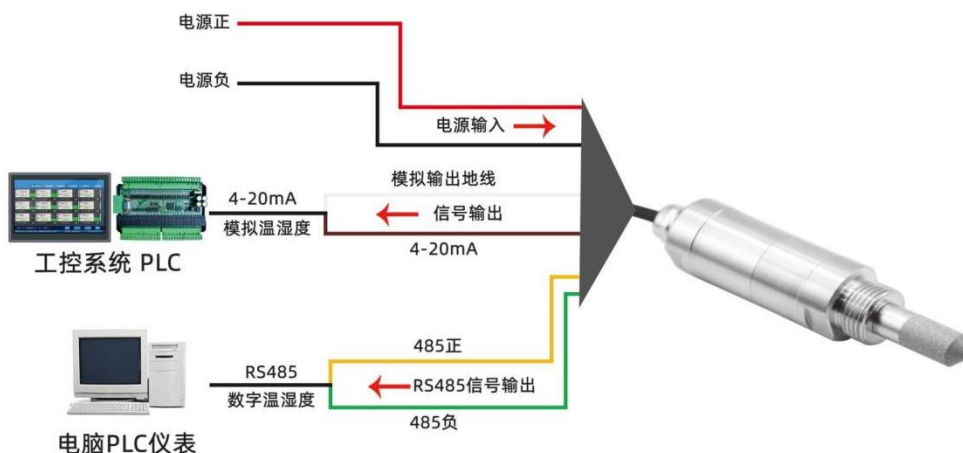 电源正
电源负
电源输入
模拟输出地线
4-20mA
信号输出
模拟温湿度
4-20mA
工控系统 PLC
485正
RS485
RS485信号输出
数字温湿度
485负
电脑PLC仪表